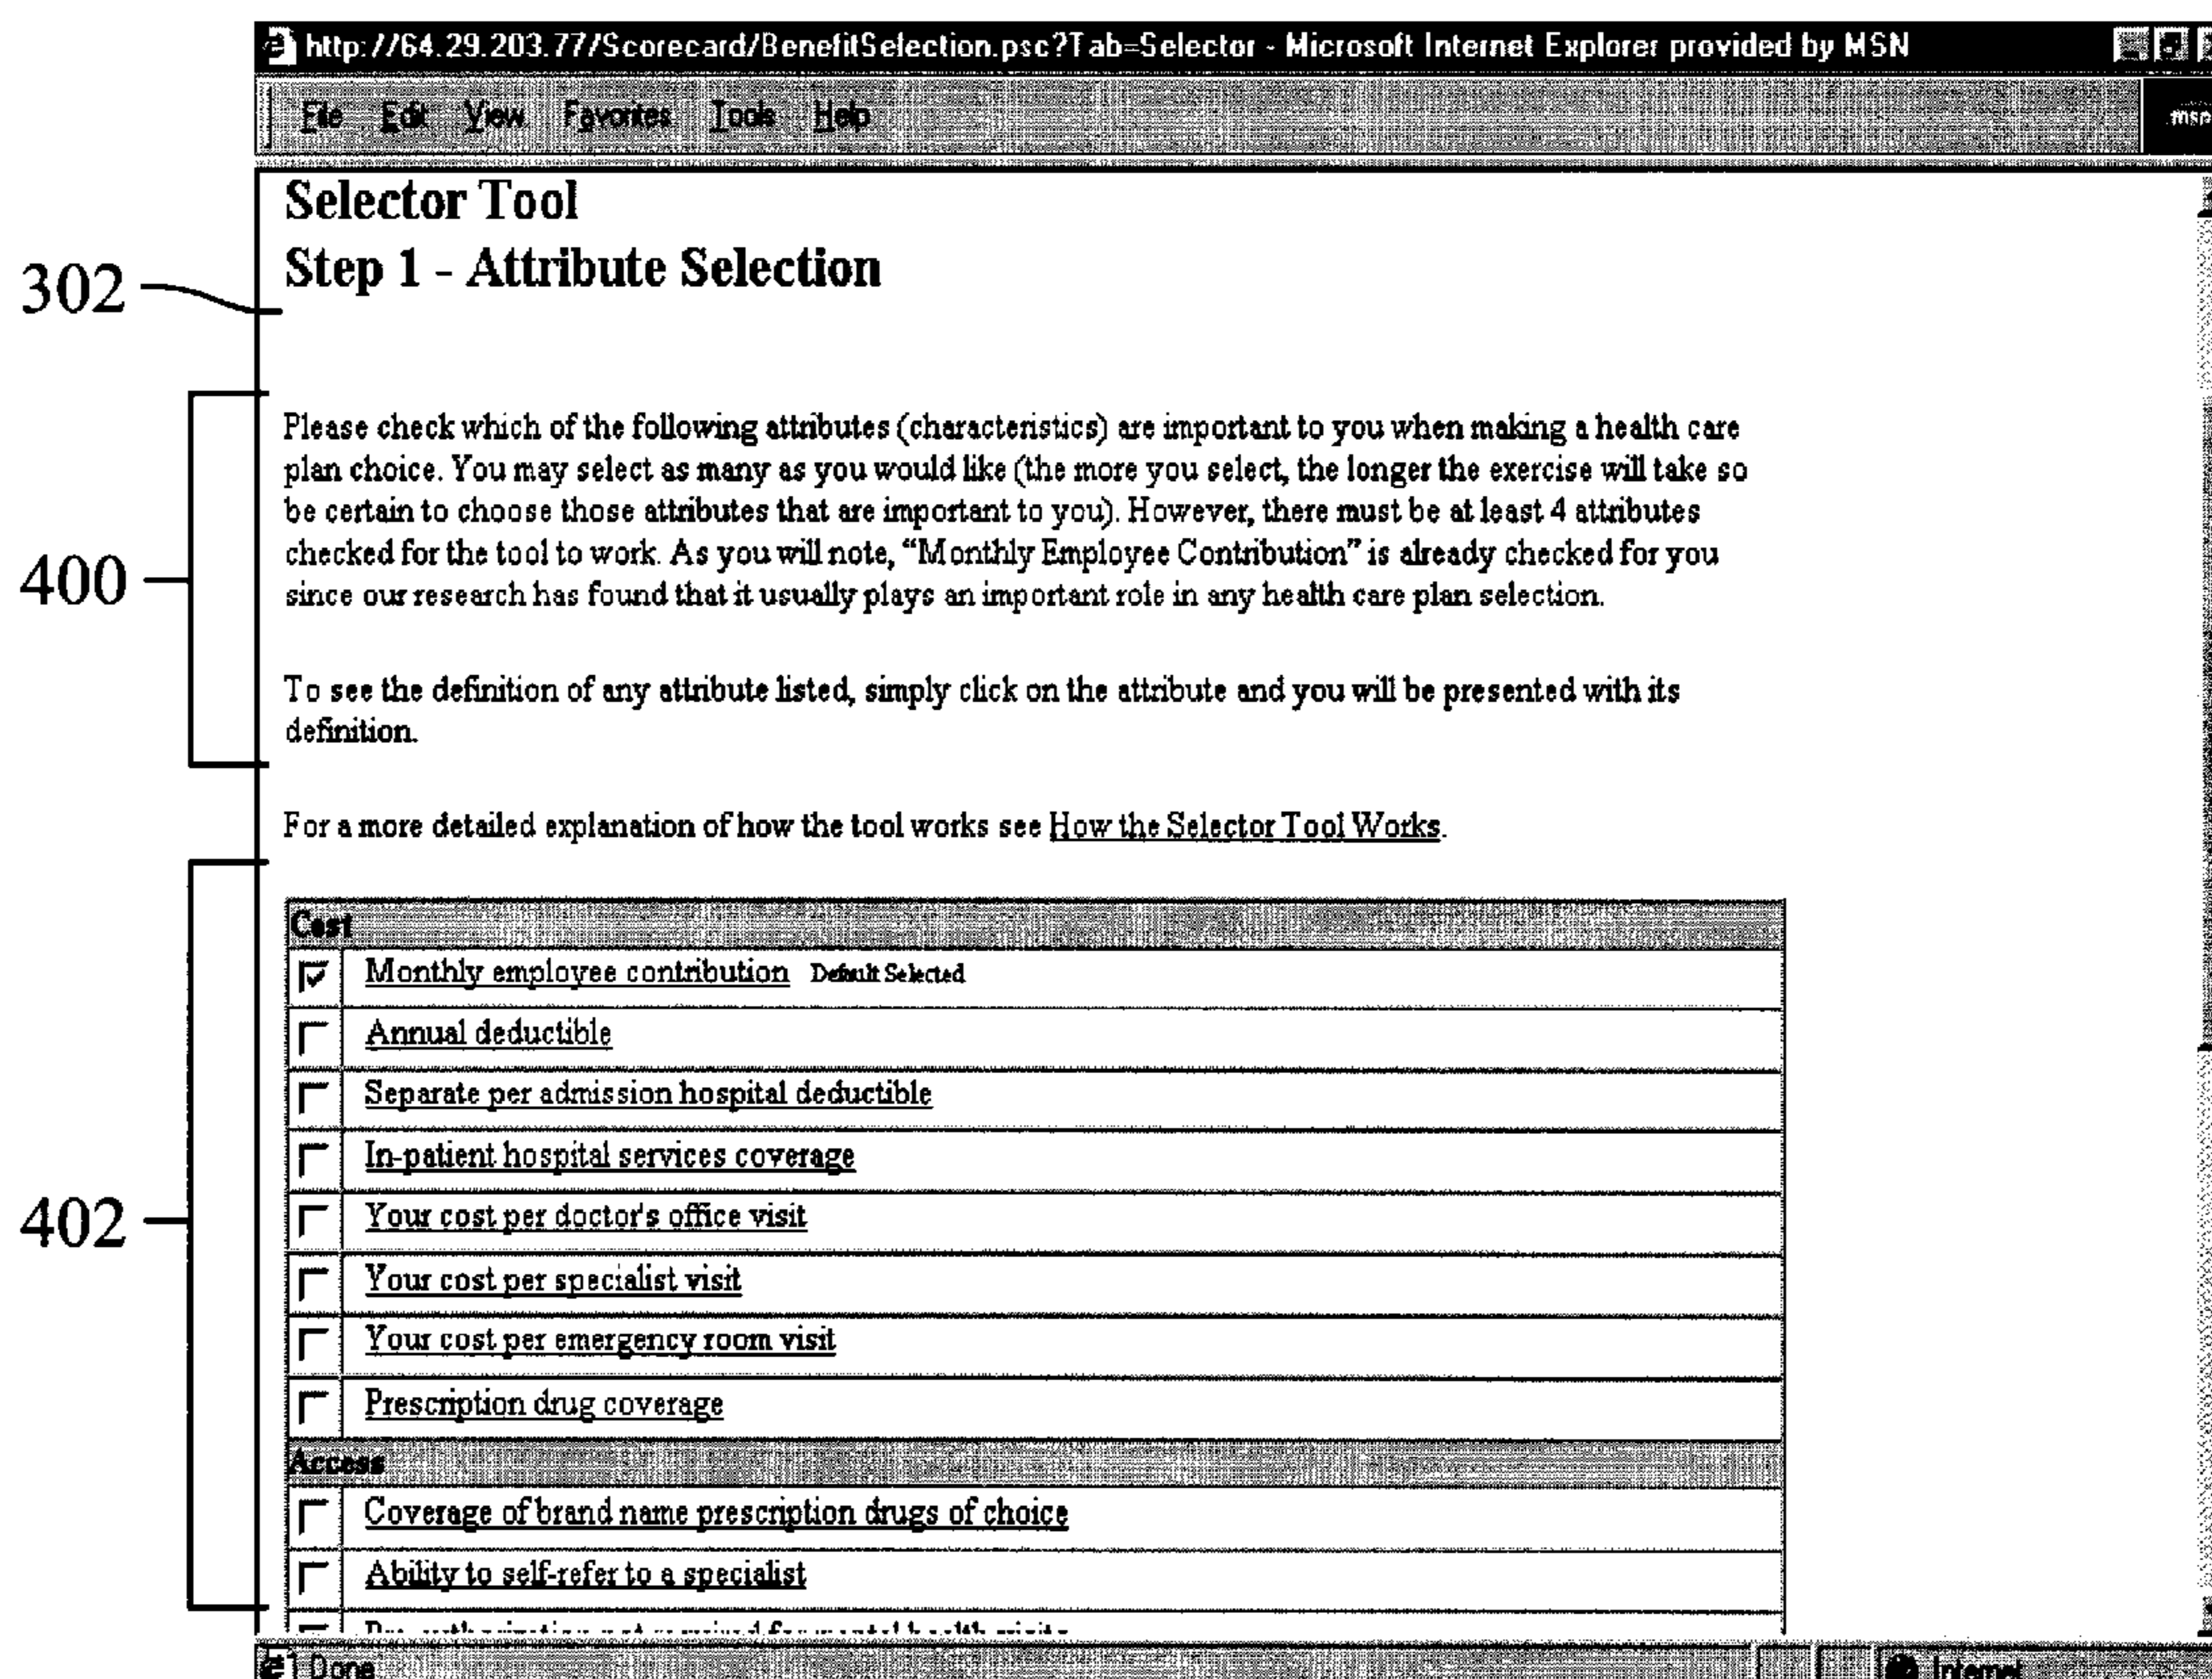 http://64.29.203.77/Scorecard/BenefitSelection.psc?Tab=Selector - Microsoft Internet Explorer provided by MSN
File Edit View Favorites Tools Help
msn
Selector Tool
Step 1 - Attribute Selection
302
Please check which of the following attributes (characteristics) are important to you when making a health care
plan choice. You may select as many as you would like (the more you select, the longer the exercise will take so
be certain to choose those attributes that are important to you). However, there must be at least 4 attributes
checked for the tool to work. As you will note, “Monthly Employee Contribution” is already checked for you
since our research has found that it usually plays an important role in any health care plan selection.
400
To see the definition of any attribute listed, simply click on the attribute and you will be presented with its
definition.
For a more detailed explanation of how the tool works see How the Selector Tool Works.
402
Cost
Monthly employee contribution Default Selected
Annual deductible
Separate per admission hospital deductible
In-patient hospital services coverage
Your cost per doctor's office visit
Your cost per specialist visit
Your cost per emergency room visit
Prescription drug coverage
Access
Coverage of brand name prescription drugs of choice
Ability to self-refer to a specialist
Done
Internet